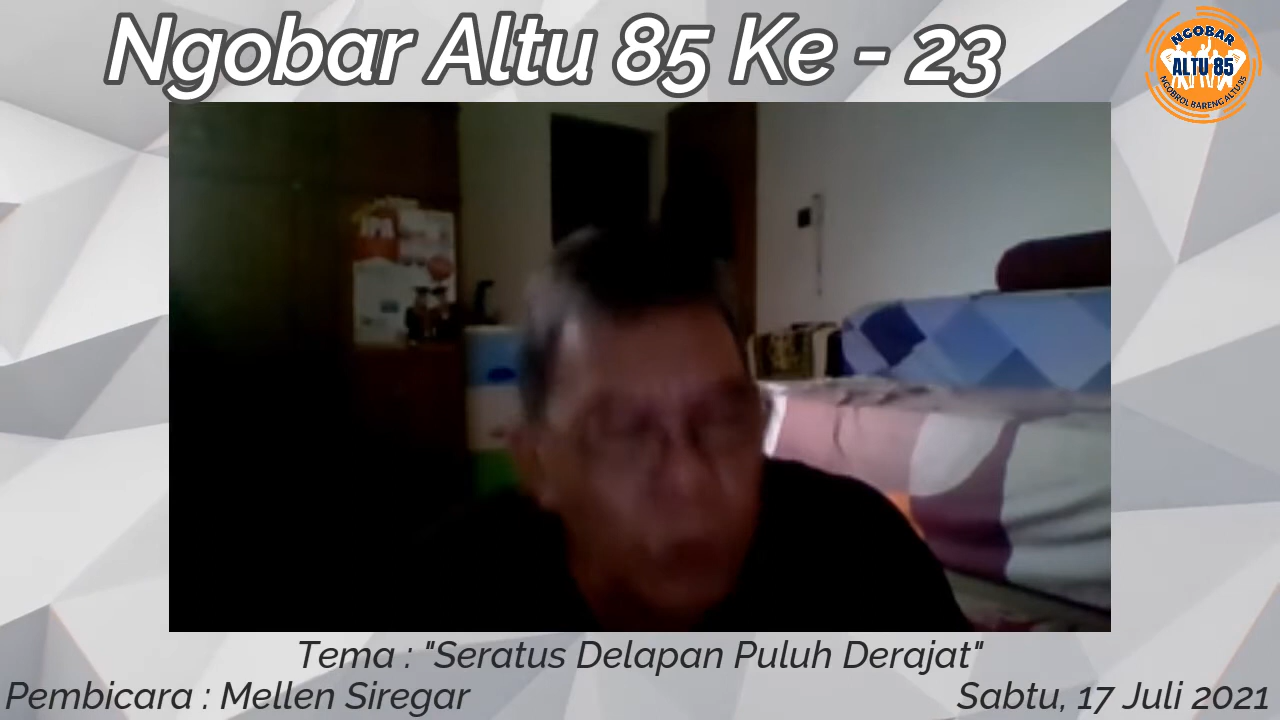 Ngobar Altu 85 Ke - 23
NGOBAR
ALTU 85
NGOBROL BARENG ALTU 85
IPA
Tema : "Seratus Delapan Puluh Derajat"
Pembicara : Mellen Siregar
Sabtu, 17 Juli 2021